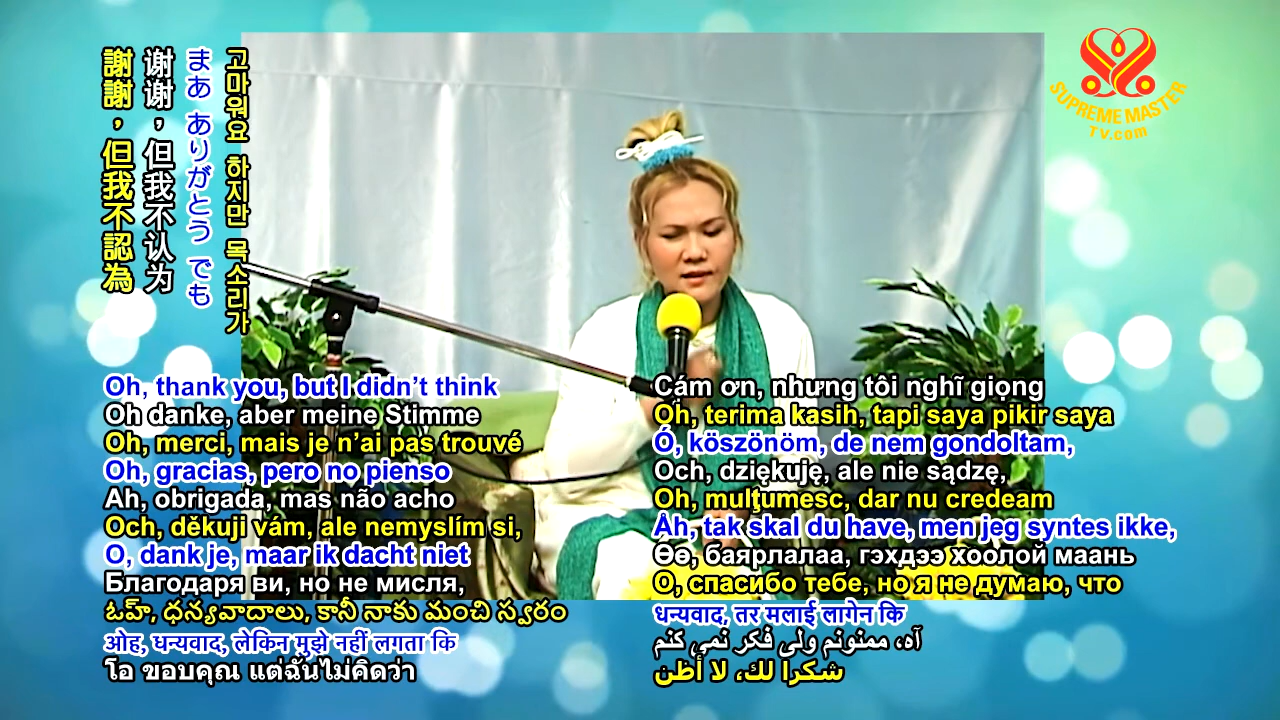 고마워요 하지만 목소리가
まあ ありがとう でも
谢谢，但我不认为
謝謝，但我不認為
SUPREME MASTER
TV.com
Oh, thank you, but I didn’t think
Oh danke, aber meine Stimme
Oh, merci, mais je n’ai pas trouvé
Oh, gracias, pero no pienso
Ah, obrigada, mas não acho
Och, děkuji vám, ale nemyslím si,
O, dank je, maar ik dacht niet
Благодаря ви, но не мисля,
ఓహ్, ధన్యవాదాలు, కానీ నాకు మంచి స్వరం
ओह, धन्यवाद, लेकिन मुझे नहीं लगता कि
โอ ขอบคุณ แต่ฉันไม่คิดว่า
Cám ơn, nhưng tôi nghĩ giọng
Oh, terima kasih, tapi saya pikir saya
Ó, köszönöm, de nem gondoltam,
Och, dziękuję, ale nie sądzę,
Oh, mulţumesc, dar nu credeam
Åh, tak skal du have, men jeg syntes ikke,
Өө, баярлалаа, гэхдээ хоолой маань
О, спасибо тебе, но я не думаю, что
धन्यवाद, तर मलाई लागेन कि
آه، ممنونم ولی فکر نمی کنم
شكرا لك، لا أظن